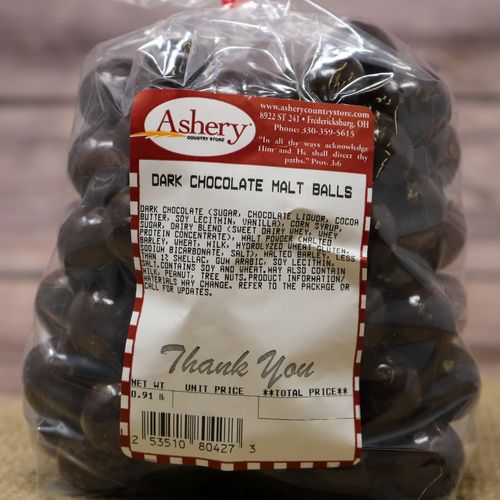 Ashery
COUNTRY STORE
www.asherycountrystore.com
8922 ST 241 • Fredericksburg, OH
Phone: 330-359-5615
"In all thy ways acknowledge
Him and He shall direct thy
paths." Prov. 3:6
DARK CHOCOLATE MALT BALLS
DARK CHOCOLATE (SUGAR, CHOCOLATE LIQUOR, COCOA
BUTTER, SOY LECITHIN, VANILLA), CORN SYRUP,
SUGAR, DAIRY BLEND (SWEET DAIRY WHEY, WHEY
PROTEIN CONCENTRATE), MALT POWDER (MALTED
BARLEY, WHEAT, MILK, HYDROLYZED WHEAT GLUTEN,
SODIUM BICARBONATE, SALT), MALTED BARLEY, LESS
THAN 1% SHELLAC, GUM ARABIC, SOY LECITHIN,
SALT.CONTAINS SOY AND WHEAT.MAY ALSO CONTAIN
MILK, PEANUT, TREE NUTS.PRODUCT INFORMATION/
MATERIALS MAY CHANGE. REFER TO THE PACKAGE OR
CALL FOR UPDATES.
Thank You
NET WT UNIT PRICE **TOTAL PRICE**
0.91 lb
2 53510 80427 3